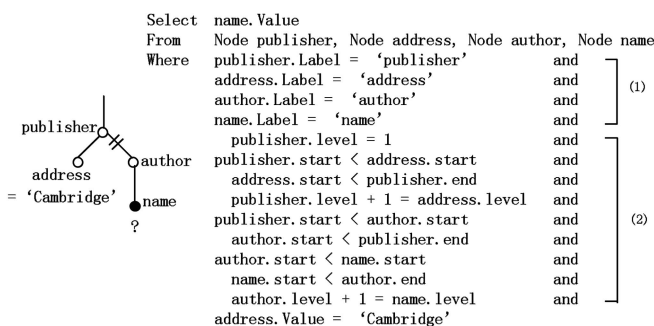 Select name.Value
From Node publisher, Node address, Node author, Node name
Where publisher.Label = ‘publisher’ and
address.Label = ‘address’ and
author.Label = ‘author’ and
name.Label = ‘name’ and
(1)
publisher.level = 1 and
publisher.start < address.start and
address.start < publisher.end and
publisher.level + 1 = address.level and
publisher.start < author.start and
author.start < publisher.end and
author.start < name.start and
name.start < author.end and
author.level + 1 = name.level and
(2)
address.Value = ‘Cambridge’
publisher
address
= ‘Cambridge’
author
name
?